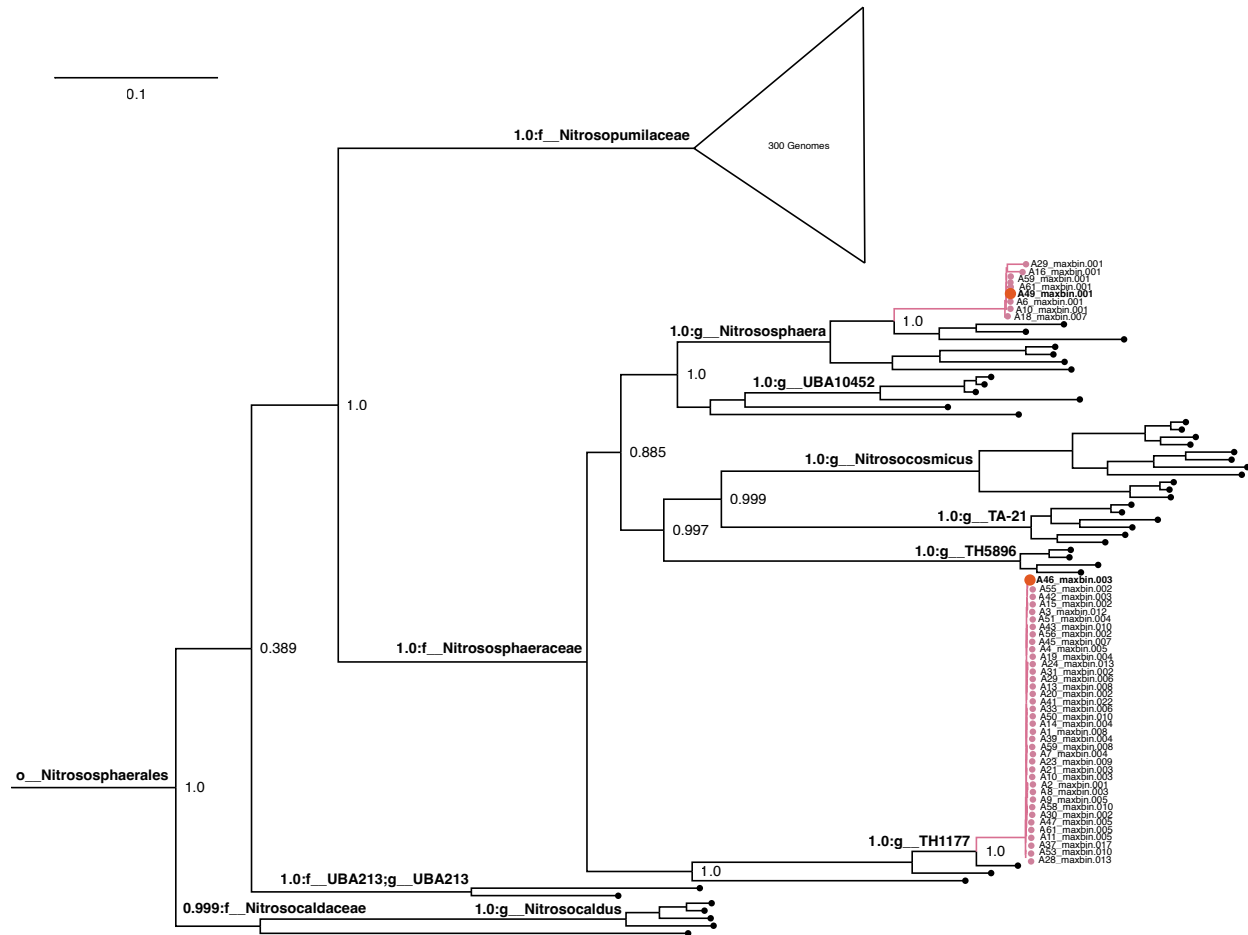 0.1
1.0:f__Nitrosopumilaceae
300 Genomes
A29_maxbin.001
A16_maxbin.001
A59_maxbin.001
A61_maxbin.001
A49_maxbin.001
A6_maxbin.001
A10_maxbin.001
A18_maxbin.007
1.0
1.0:g__Nitrososphaera
1.0
1.0:g__UBA10452
1.0
0.885
1.0:g__Nitrosocosmicus
0.999
1.0:g__TA-21
0.997
1.0:g__TH5896
A46_maxbin.003
A55_maxbin.002
A42_maxbin.003
A15_maxbin.002
A3_maxbin.012
A51_maxbin.004
A43_maxbin.010
A56_maxbin.002
A45_maxbin.007
A4_maxbin.005
A19_maxbin.004
A24_maxbin.013
A31_maxbin.002
A29_maxbin.006
A13_maxbin.008
A20_maxbin.002
A41_maxbin.022
A33_maxbin.006
A50_maxbin.010
A14_maxbin.004
A1_maxbin.008
A39_maxbin.004
A59_maxbin.008
A7_maxbin.004
A23_maxbin.009
A21_maxbin.003
A10_maxbin.003
A2_maxbin.001
A8_maxbin.003
A9_maxbin.005
A58_maxbin.010
A30_maxbin.002
A47_maxbin.005
A61_maxbin.005
A11_maxbin.005
A37_maxbin.017
A53_maxbin.010
A28_maxbin.013
0.389
1.0:f__Nitrososphaeraceae
o__Nitrososphaerales
1.0
1.0:g__TH1177
1.0
1.0
1.0:f__UBA213;g__UBA213
0.999:f__Nitrosocaldaceae
1.0:g__Nitrosocaldus